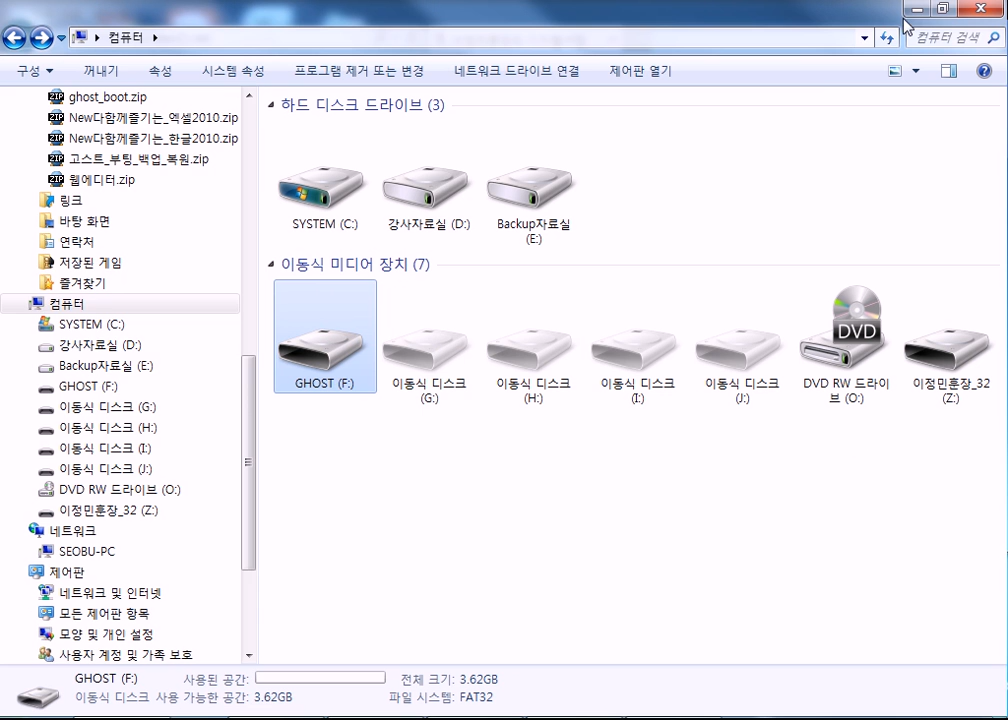 컴퓨터
컴퓨터 검색
구성 꺼내기 속성 시스템 속성 프로그램 제거 또는 변경 네트워크 드라이브 연결 제어판 열기
ghost_boot.zip
New다함께즐기는_엑셀2010.zip
New다함께즐기는_한글2010.zip
고스트_부팅_백업_복원.zip
웹에디터.zip
링크
바탕 화면
연락처
저장된 게임
즐겨찾기
컴퓨터
SYSTEM (C:)
강사자료실 (D:)
Backup자료실 (E:)
GHOST (F:)
이동식 디스크 (G:)
이동식 디스크 (H:)
이동식 디스크 (I:)
이동식 디스크 (J:)
DVD RW 드라이브 (O:)
이정민훈장_32 (Z:)
네트워크
SEOBU-PC
제어판
네트워크 및 인터넷
모든 제어판 항목
모양 및 개인 설정
사용자 계정 및 가족 보호
하드 디스크 드라이브 (3)
SYSTEM (C:)
강사자료실 (D:)
Backup자료실
(E:)
이동식 미디어 장치 (7)
GHOST (F:)
이동식 디스크
(G:)
이동식 디스크
(H:)
이동식 디스크
(I:)
이동식 디스크
(J:)
DVD
DVD RW 드라이
브 (O:)
이정민훈장_32
(Z:)
GHOST (F:) 사용된 공간: 전체 크기: 3.62GB
이동식 디스크 사용 가능한 공간: 3.62GB 파일 시스템: FAT32